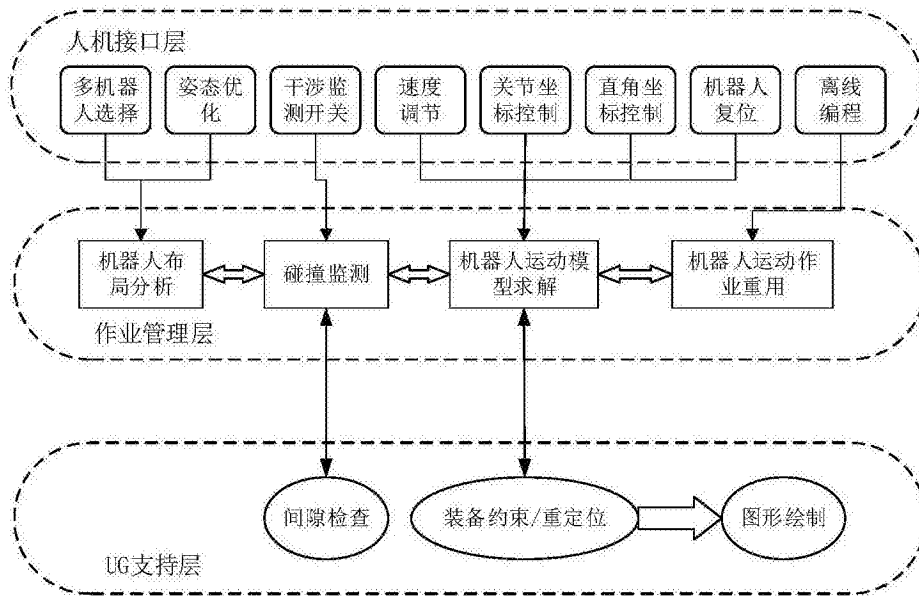 人机接口层
多机器
人选择
姿态优
化
干涉监
测开关
速度
调节
关节坐
标控制
直角坐
标控制
机器人
复位
离线
编程
机器人布
局分析
碰撞监测
机器人运动模
型求解
机器人运动作
业重用
作业管理层
间隙检查
装备约束/重定位
图形绘制
UG支持层